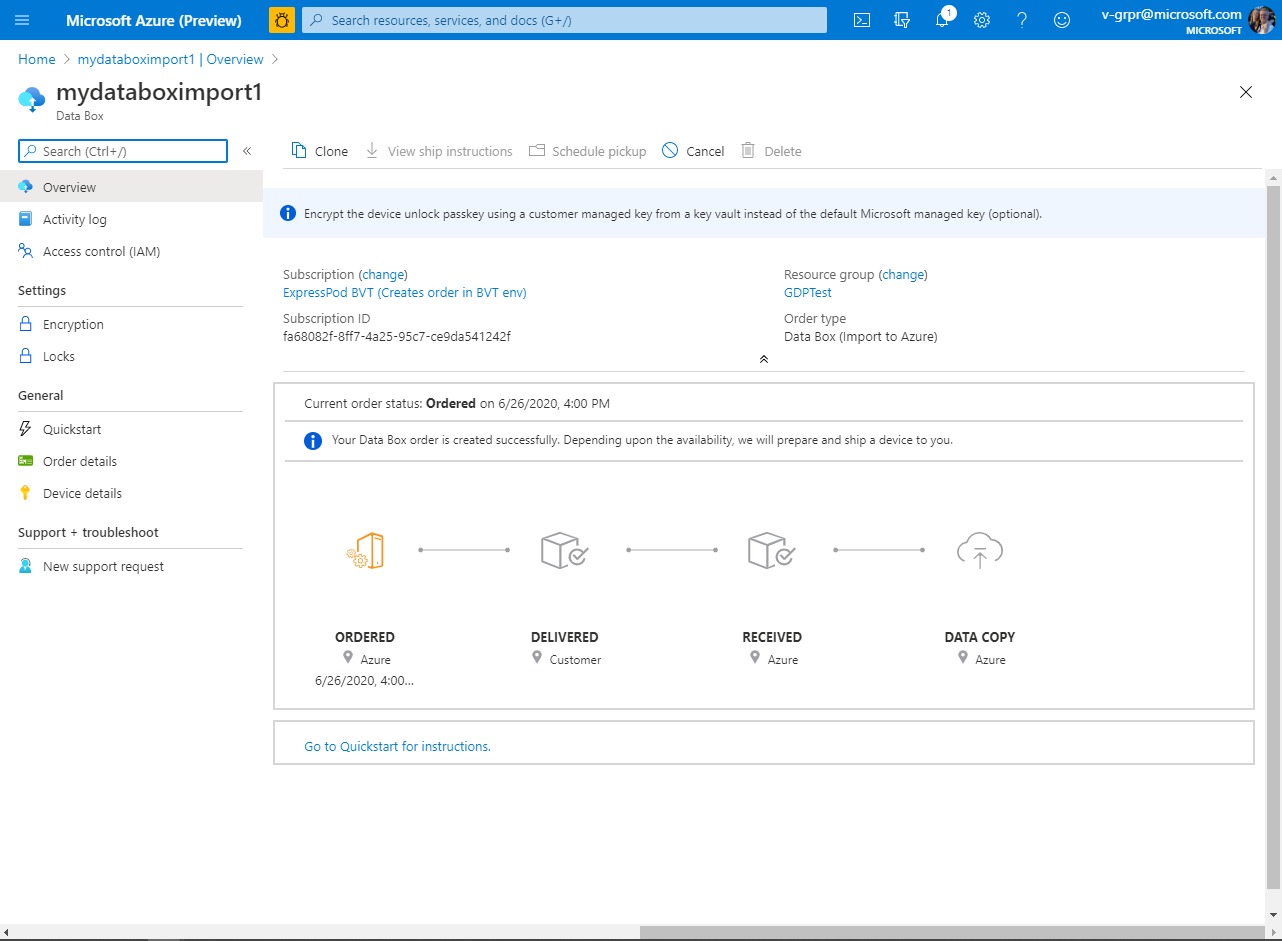 Microsoft Azure (Preview)
Search resources, services, and docs (G+/)
1
v-grpr@microsoft.com
MICROSOFT
Home > mydataboximport1 | Overview >
mydataboximport1
Data Box
Search (Ctrl+/)
«
Clone
View ship instructions
Schedule pickup
Cancel
Delete
Overview
Activity log
Access control (IAM)
Settings
Encryption
Locks
General
Quickstart
Order details
Device details
Support + troubleshoot
New support request
Encrypt the device unlock passkey using a customer managed key from a key vault instead of the default Microsoft managed key (optional).
Subscription (change)
ExpressPod BVT (Creates order in BVT env)
Subscription ID
fa68082f-8ff7-4a25-95c7-ce9da541242f
Resource group (change)
GDPTest
Order type
Data Box (Import to Azure)
Current order status: Ordered on 6/26/2020, 4:00 PM
Your Data Box order is created successfully. Depending upon the availability, we will prepare and ship a device to you.
ORDERED
Azure
6/26/2020, 4:00...
DELIVERED
Customer
RECEIVED
Azure
DATA COPY
Azure
Go to Quickstart for instructions.